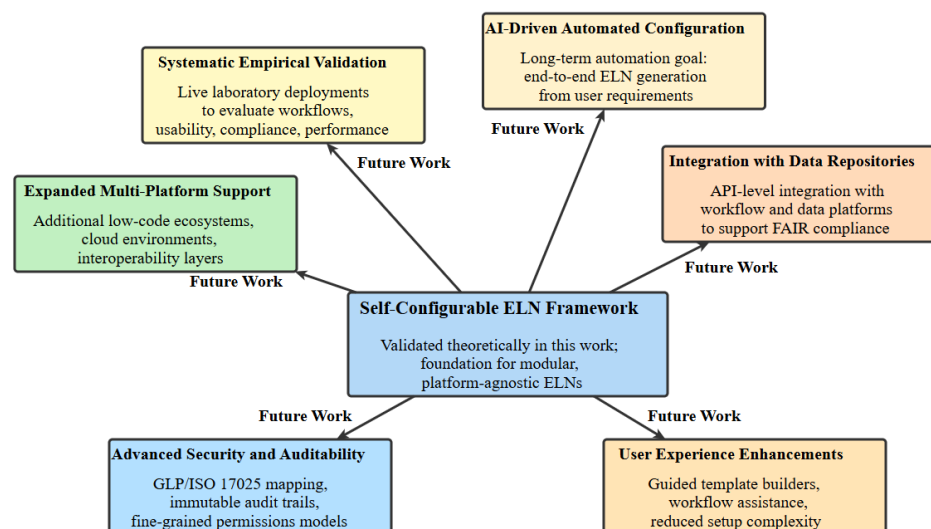 AI-Driven Automated Configuration
Long-term automation goal:
end-to-end ELN generation
from user requirements
Systematic Empirical Validation
Live laboratory deployments
to evaluate workflows,
usability, compliance, performance
Future Work
Future Work
Integration with Data Repositories
API-level integration with
workflow and data platforms
to support FAIR compliance
Expanded Multi-Platform Support
Additional low-code ecosystems,
cloud environments,
interoperability layers
Future Work
Future Work
Self-Configurable ELN Framework
Validated theoretically in this work;
foundation for modular,
platform-agnostic ELNs
Future Work
Future Work
Advanced Security and Auditability
GLP/ISO 17025 mapping,
immutable audit trails,
fine-grained permissions models
User Experience Enhancements
Guided template builders,
workflow assistance,
reduced setup complexity